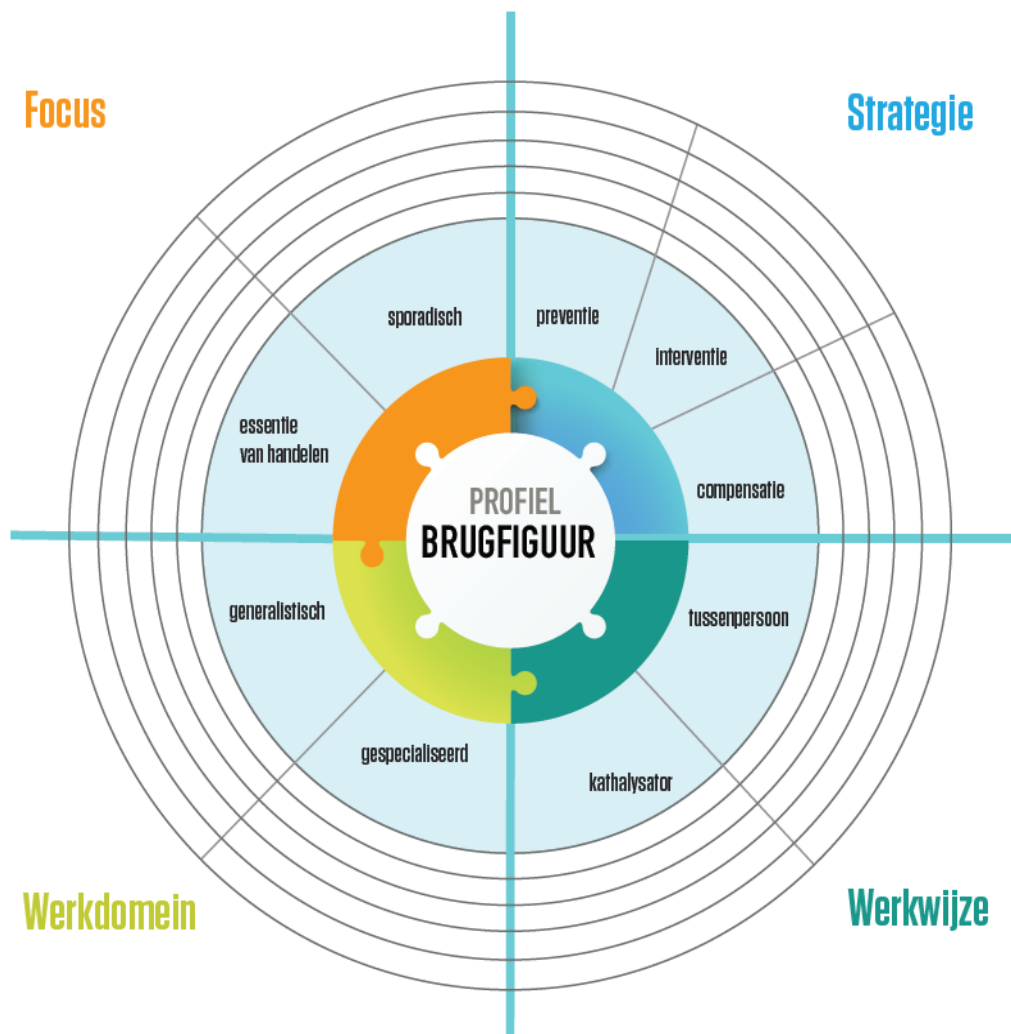 Focus
Strategie
sporadisch
preventie
interventie
essentie
van handelen
compensatie
PROFIEL
BRUGFIGUUR
generalistisch
tussenpersoon
gespecialiseerd
kathalysator
Werkdomein
Werkwijze